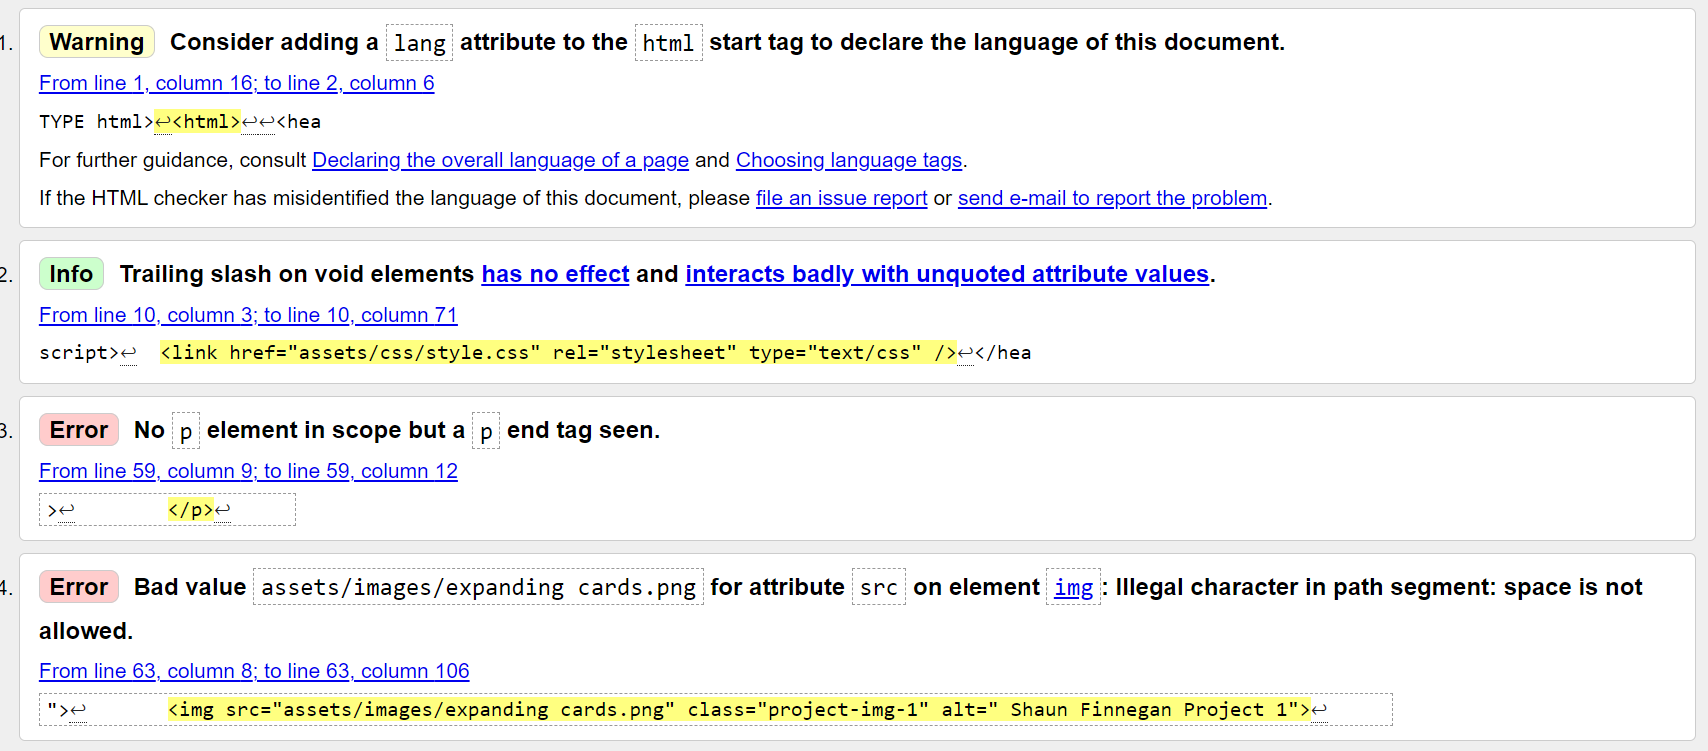 1. Warning Consider adding a lang attribute to the html start tag to declare the language of this document.
From line 1, column 16; to line 2, column 6
TYPE html>↩<html>↩↩<hea
For further guidance, consult Declaring the overall language of a page and Choosing language tags.
If the HTML checker has misidentified the language of this document, please file an issue report or send e-mail to report the problem.
2. Info Trailing slash on void elements has no effect and interacts badly with unquoted attribute values.
From line 10, column 3; to line 10, column 71
script>↩  <link href="assets/css/style.css" rel="stylesheet" type="text/css" />↩</hea
3. Error No p element in scope but a p end tag seen.
From line 59, column 9; to line 59, column 12
>↩        </p>↩
4. Error Bad value assets/images/expanding cards.png for attribute src on element img: Illegal character in path segment: space is not
allowed.
From line 63, column 8; to line 63, column 106
">↩       <img src="assets/images/expanding cards.png" class="project-img-1" alt=" Shaun Finnegan Project 1">↩